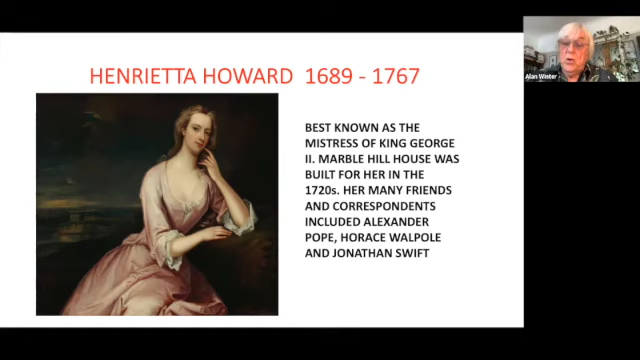 HENRIETTA HOWARD 1689 - 1767
BEST KNOWN AS THE
MISTRESS OF KING GEORGE
II. MARBLE HILL HOUSE WAS
BUILT FOR HER IN THE
1720s. HER MANY FRIENDS
AND CORRESPONDENTS
INCLUDED ALEXANDER
POPE, HORACE WALPOLE
AND JONATHAN SWIFT
Alan Winter